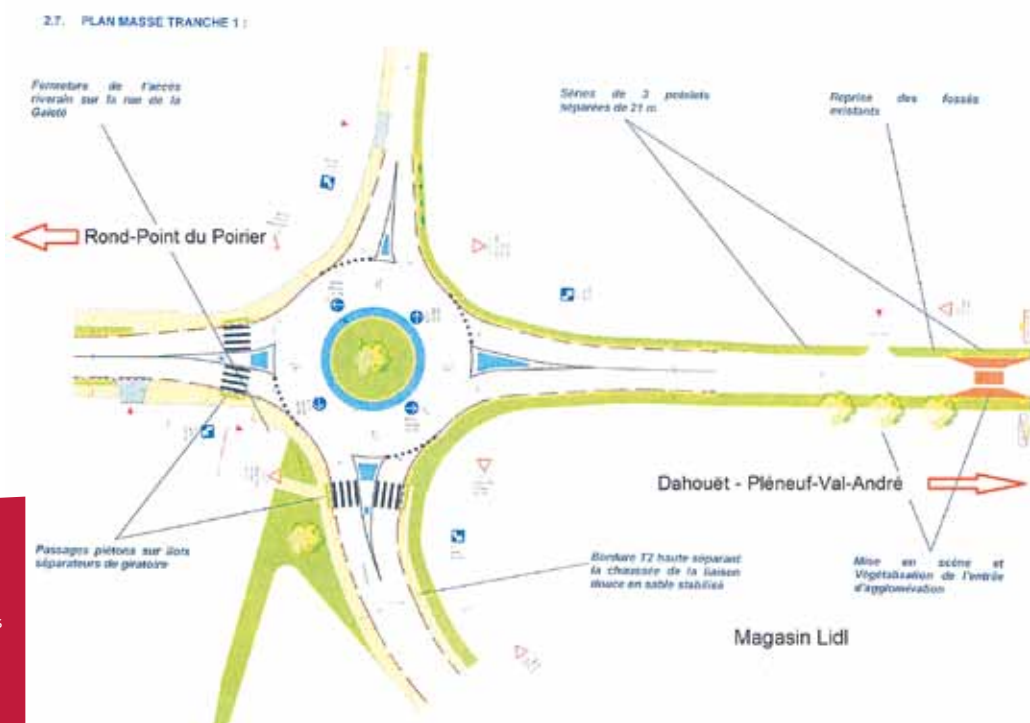 2.7. PLAN MASSE TRANCHE 1 :
Fermeture de l'accès
riverain sur la rue de la
Gaieté
Séries de 3 potelets
séparées de 21 m
Reprise des fossés
existants
Rond-Point du Poirier
Dahouët - Pléneuf-Val-André
Passages piétons sur ilots
séparateurs de giratoire
Bordure T2 haute séparant
la chaussée de la liaison
douce en sable stabilisé
Mise en scène et
Végétalisation de l'entrée
d'agglomération
Magasin Lidl
s